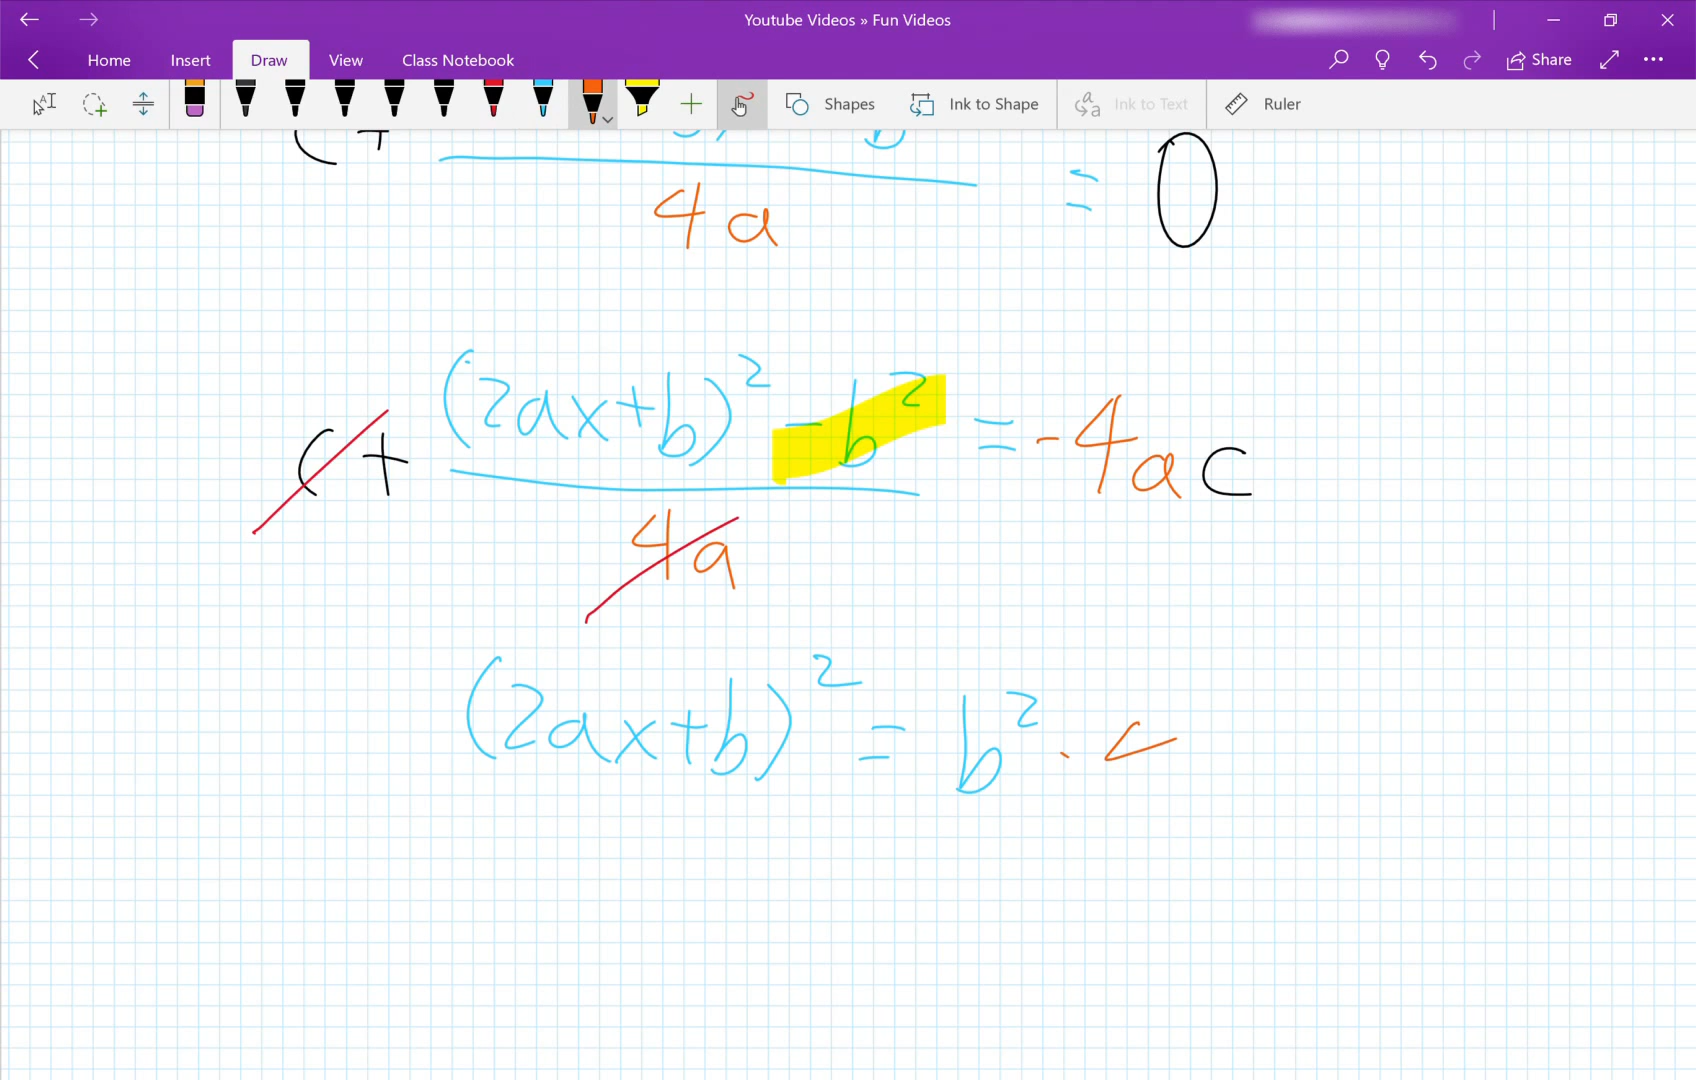 Youtube Videos » Fun Videos
Home Insert Draw View Class Notebook Share
Shapes Ink to Shape Ink to Text Ruler
c +
4a
= 0
(2ax+b)² - b² = -4ac
c +
4a
(2ax+b)² = b² -